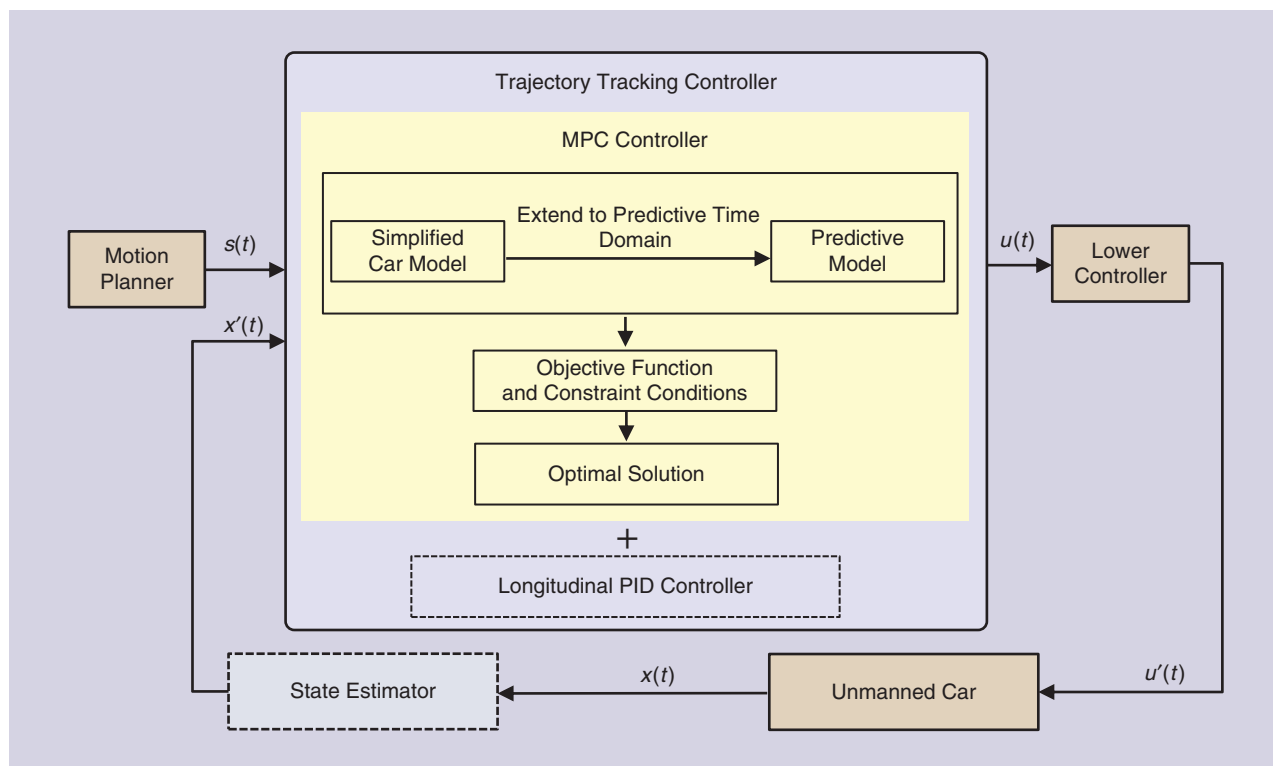 Trajectory Tracking Controller
MPC Controller
Extend to Predictive Time
Domain
Simplified
Car Model
Predictive
Model
Motion
Planner
s(t)
x′(t)
u(t)
Lower
Controller
Objective Function
and Constraint Conditions
Optimal Solution
+
Longitudinal PID Controller
State Estimator
x(t)
Unmanned Car
u′(t)